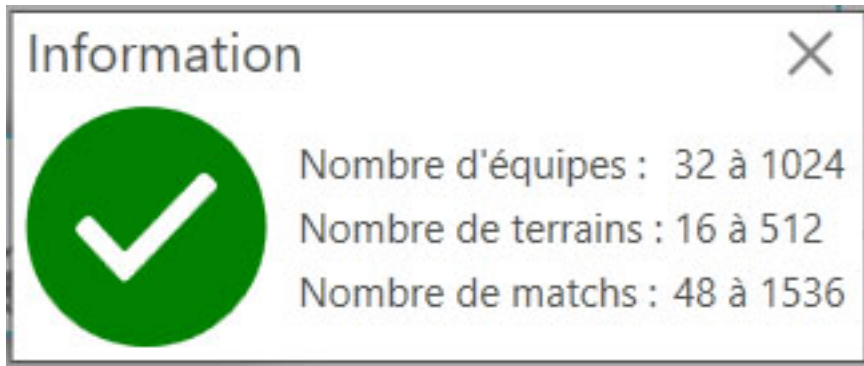 Information
Nombre d'équipes : 32 à 1024
Nombre de terrains : 16 à 512
Nombre de matchs : 48 à 1536